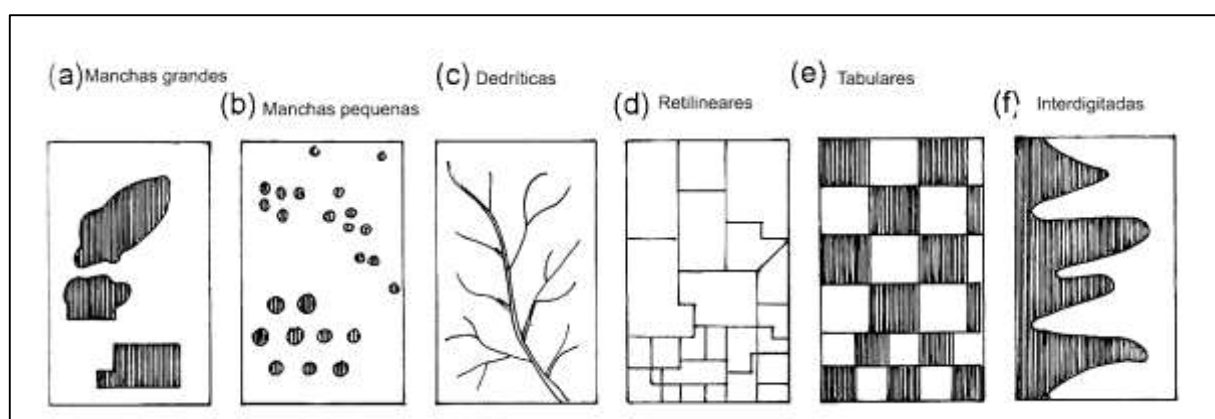 (a) Manchas grandes
(b) Manchas pequenas
(c) Dedríticas
(d) Retilineares
(e) Tabulares
(f) Interdigitadas